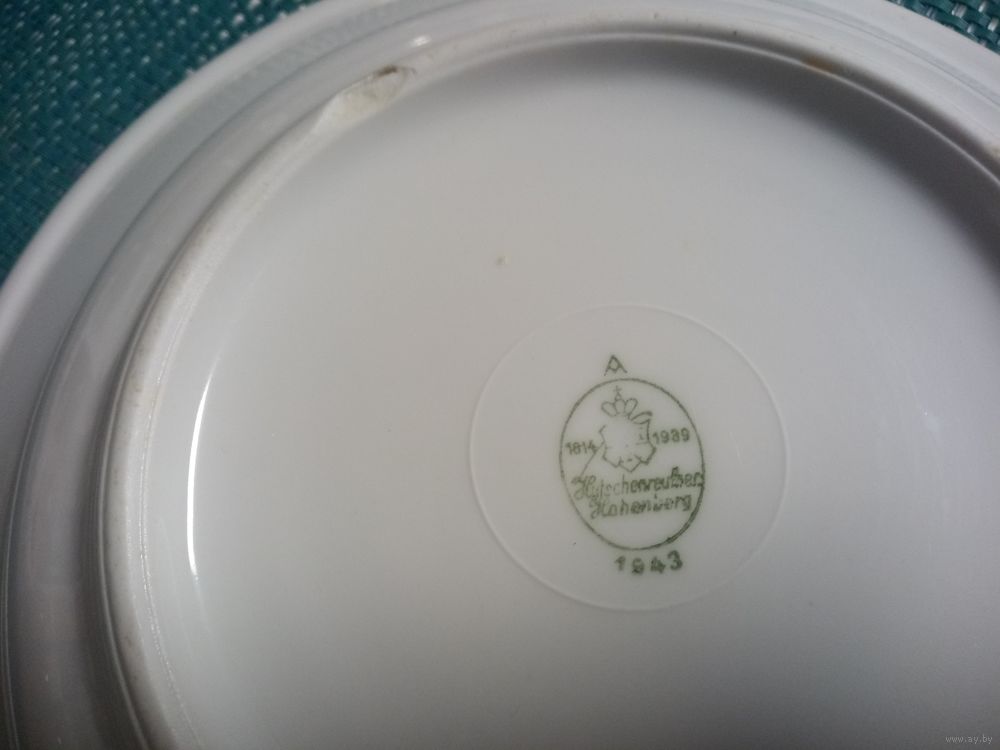 A
1814 1939
Hutschenreuther
Hohenberg
1943
www.ay.by